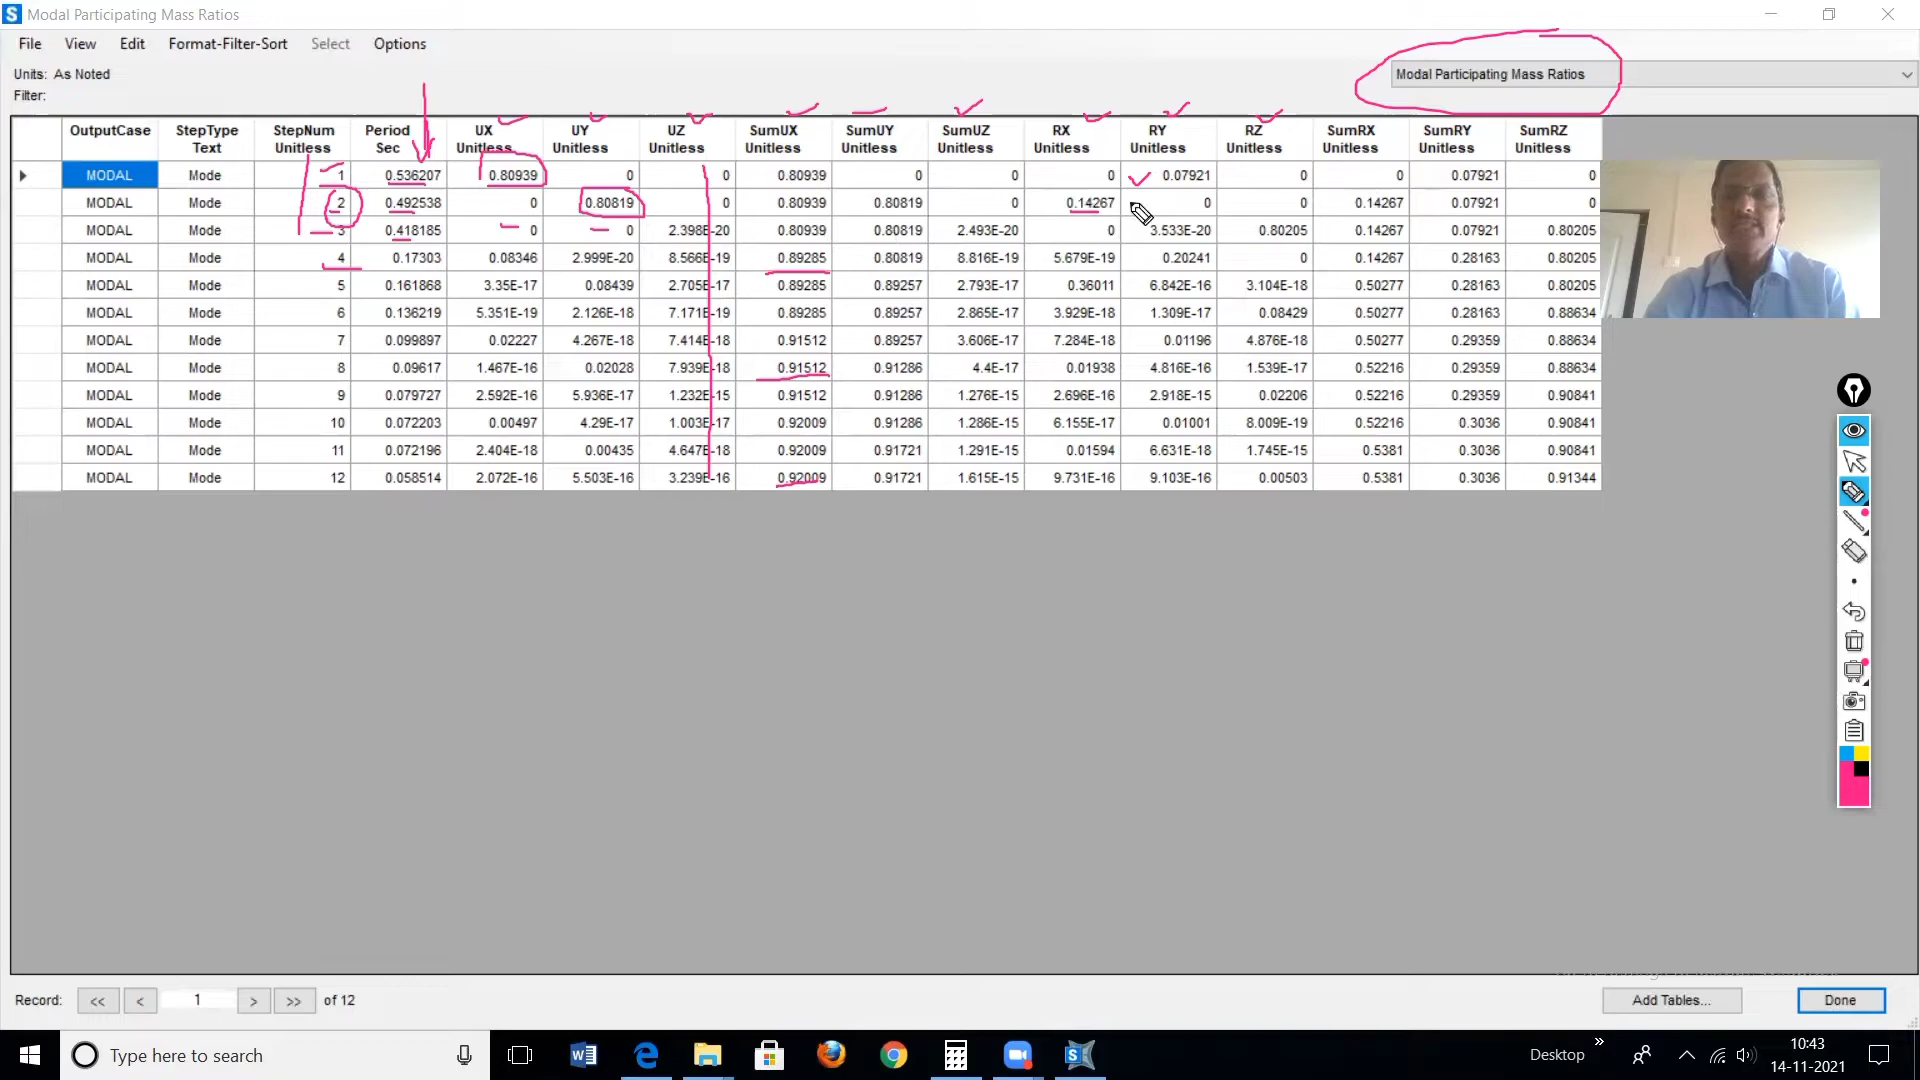 Modal Participating Mass Ratios
File View Edit Format-Filter-Sort Select Options
Units: As Noted
Modal Participating Mass Ratios
Filter:
OutputCase StepType Text StepNum Unitless Period Sec UX Unitless UY Unitless UZ Unitless SumUX Unitless SumUY Unitless SumUZ Unitless RX Unitless RY Unitless RZ Unitless SumRX Unitless SumRY Unitless SumRZ Unitless
MODAL Mode 1 0.536207 0.80939 0 0 0.80939 0 0 0 0.07921 0 0 0.07921 0
MODAL Mode 2 0.492538 0 0.80819 0 0.80939 0.80819 0 0.14267 0 0 0.14267 0.07921 0
MODAL Mode 3 0.418185 0 0 2.398E-20 0.80939 0.80819 2.493E-20 0 3.533E-20 0.80205 0.14267 0.07921 0.80205
MODAL Mode 4 0.17303 0.08346 2.999E-20 8.566E-19 0.89285 0.80819 8.816E-19 5.679E-19 0.20241 0 0.14267 0.28163 0.80205
MODAL Mode 5 0.161868 3.35E-17 0.08439 2.705E-17 0.89285 0.89257 2.793E-17 0.36011 6.842E-16 3.104E-18 0.50277 0.28163 0.80205
MODAL Mode 6 0.136219 5.351E-19 2.126E-18 7.171E-19 0.89285 0.89257 2.865E-17 3.929E-18 1.309E-17 0.08429 0.50277 0.28163 0.88634
MODAL Mode 7 0.099897 0.02227 4.267E-18 7.414E-18 0.91512 0.89257 3.606E-17 7.284E-18 0.01196 4.876E-18 0.50277 0.29359 0.88634
MODAL Mode 8 0.09617 1.467E-16 0.02028 7.939E-18 0.91512 0.91286 4.4E-17 0.01938 4.816E-16 1.539E-17 0.52216 0.29359 0.88634
MODAL Mode 9 0.079727 2.592E-16 5.936E-17 1.232E-15 0.91512 0.91286 1.276E-15 2.696E-16 2.918E-15 0.02206 0.52216 0.29359 0.90841
MODAL Mode 10 0.072203 0.00497 4.29E-17 1.003E-17 0.92009 0.91286 1.286E-15 6.155E-17 0.01001 8.009E-19 0.52216 0.3036 0.90841
MODAL Mode 11 0.072196 2.404E-18 0.00435 4.647E-18 0.92009 0.91721 1.291E-15 0.01594 6.631E-18 1.745E-15 0.5381 0.3036 0.90841
MODAL Mode 12 0.058514 2.072E-16 5.503E-16 3.239E-16 0.92009 0.91721 1.615E-15 9.731E-16 9.103E-16 0.00503 0.5381 0.3036 0.91344
Record: << < 1 > >> of 12 Add Tables... Done
Type here to search
Desktop
10:43
14-11-2021